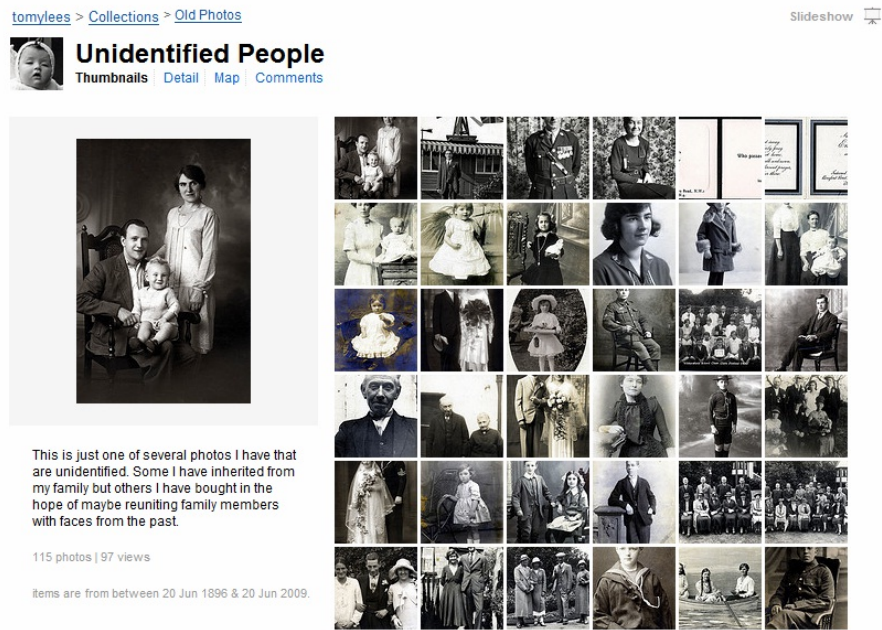 tomylees > Collections > Old Photos
Slideshow
Unidentified People
Thumbnails Detail Map Comments
This is just one of several photos I have that
are unidentified. Some I have inherited from
my family but others I have bought in the
hope of maybe reuniting family members
with faces from the past.
115 photos | 97 views
items are from between 20 Jun 1896 & 20 Jun 2009.